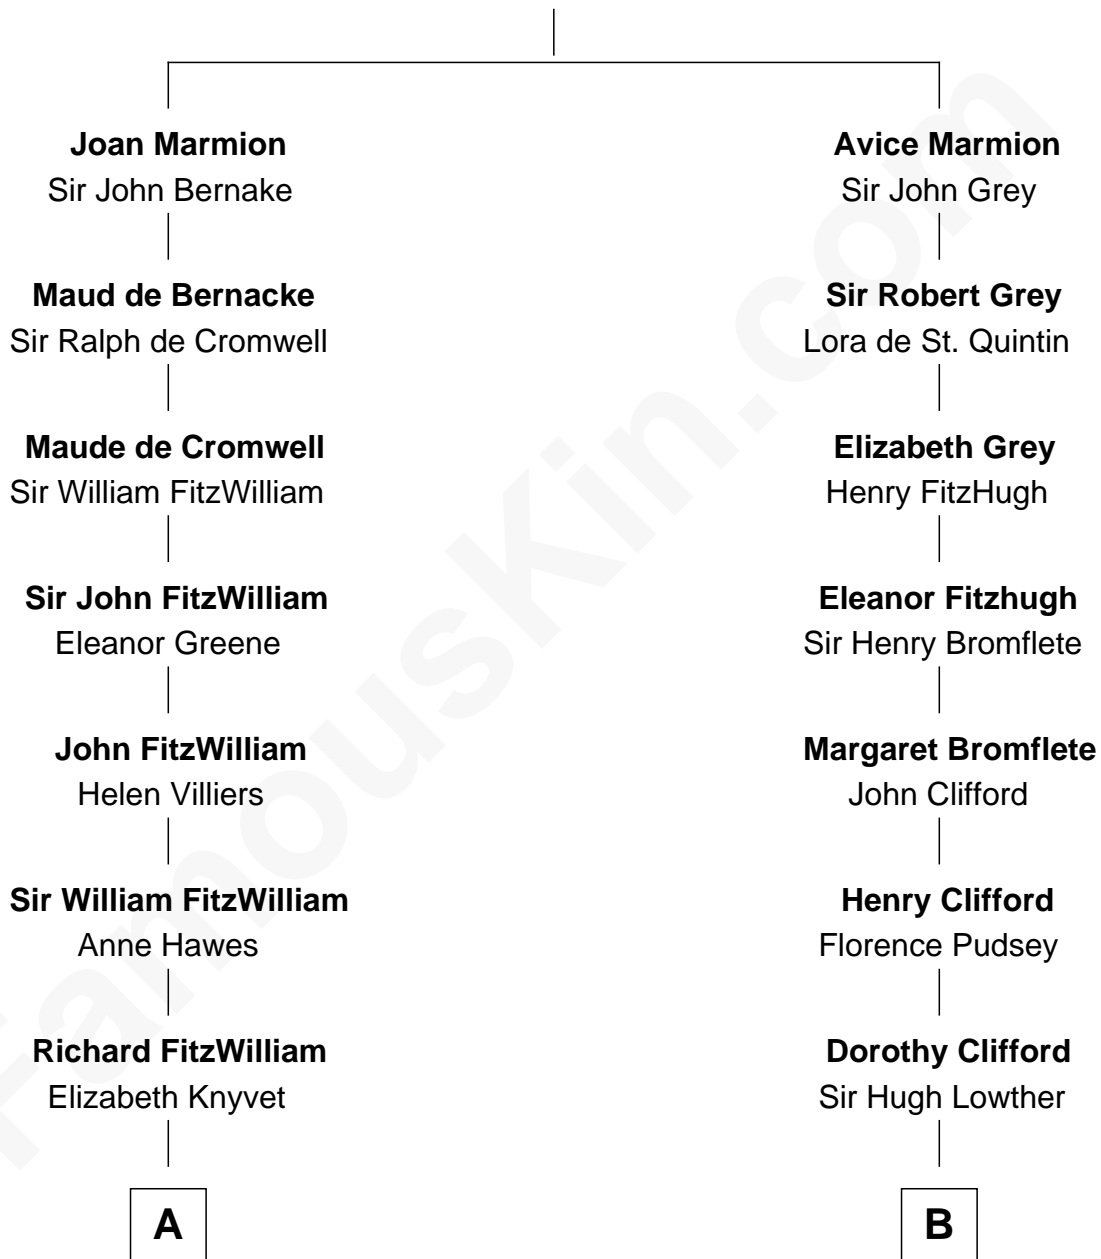 Joan Marmion
Sir John Bernake
Maud de Bernacke
Sir Ralph de Cromwell
Maude de Cromwell
Sir William FitzWilliam
Sir John FitzWilliam
Eleanor Greene
John FitzWilliam
Helen Villiers
Sir William FitzWilliam
Anne Hawes
Richard FitzWilliam
Elizabeth Knyvet
A
Avice Marmion
Sir John Grey
Sir Robert Grey
Lora de St. Quintin
Elizabeth Grey
Henry FitzHugh
Eleanor Fitzhugh
Sir Henry Bromflete
Margaret Bromflete
John Clifford
Henry Clifford
Florence Pudsey
Dorothy Clifford
Sir Hugh Lowther
B
FamousKin.com